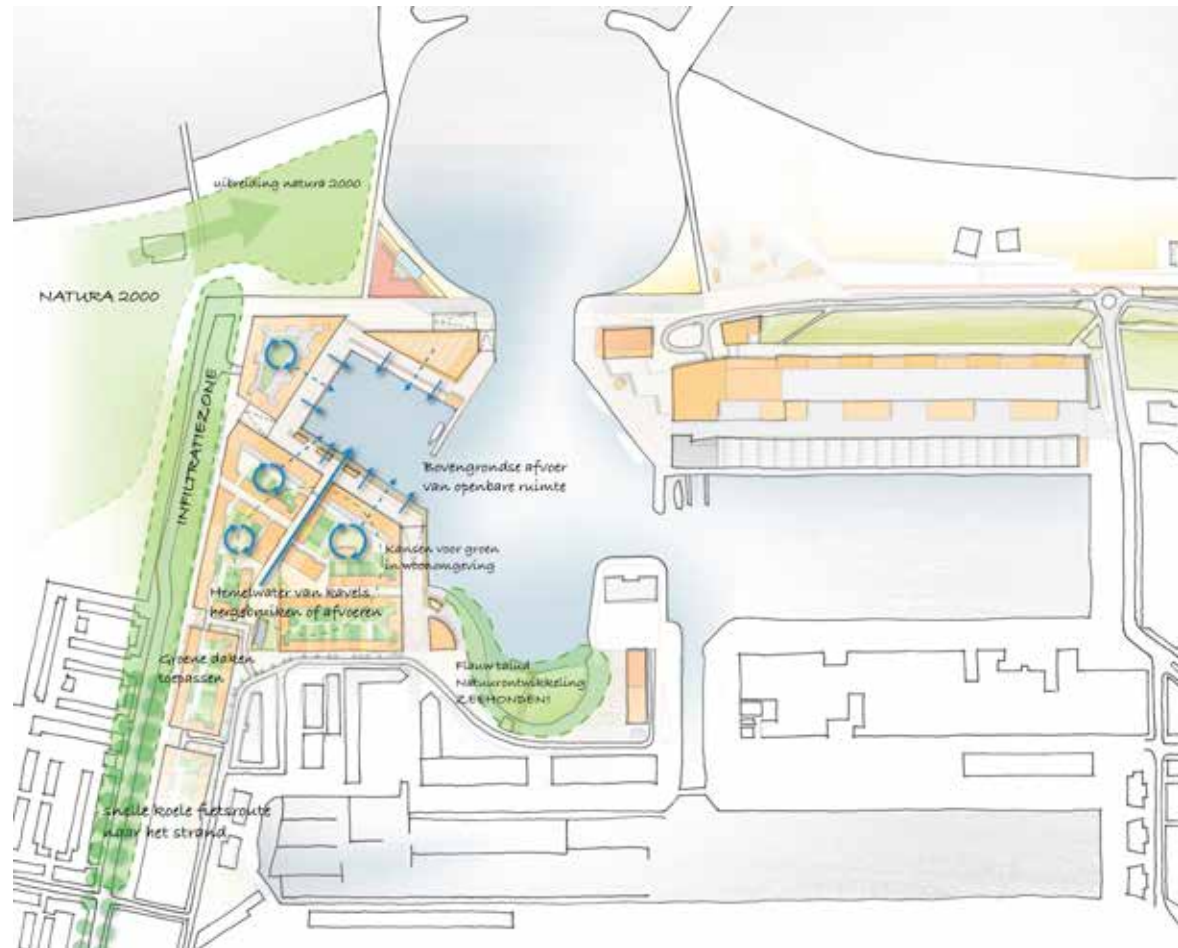 uibreiding natura 2000
NATURA 2000
INFILTRATIEZONE
Bovengrondse afvoer
van openbare ruimte
Kansen voor groen
in woonomgeving
Hemelwater van kavels,
hergebruiken of afvoeren
Groene daken
toepassen
Flauw talud
Natuurontwikkeling
ZEEHONDEN!
snelle koele fietsroute
naar het strand